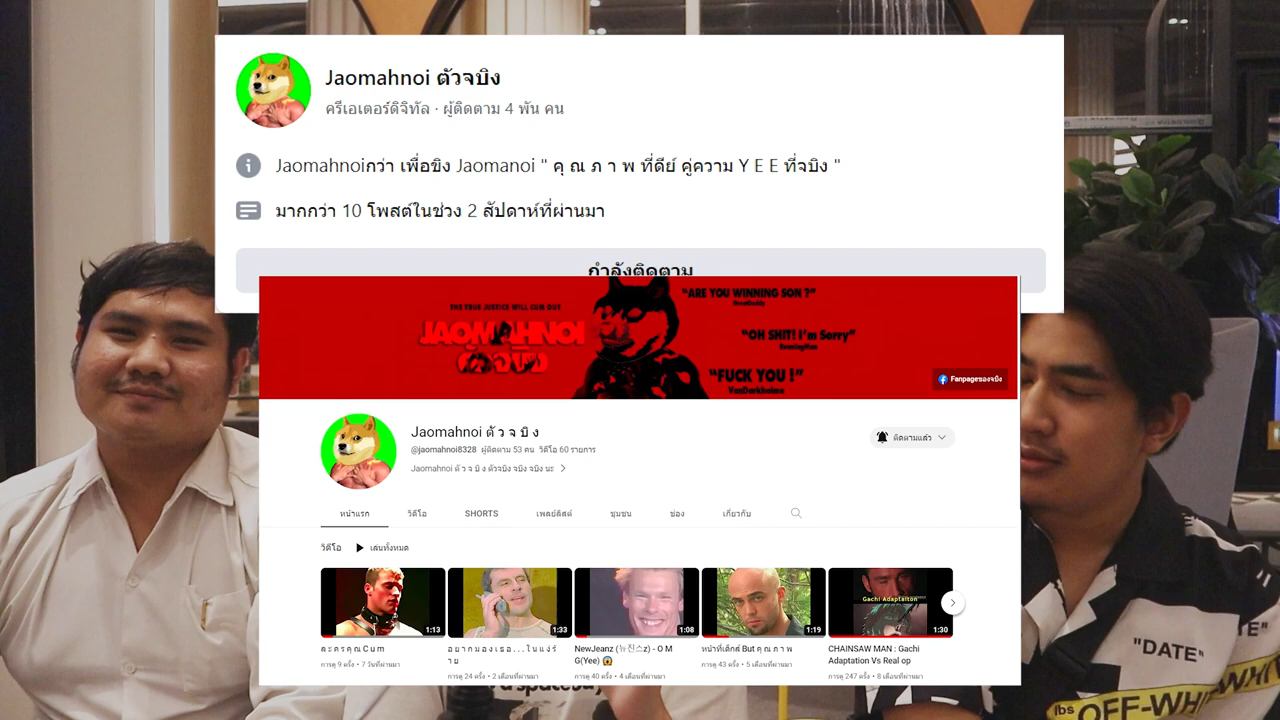 Jaomahnoi ตัวจบิง
ครีเอเตอร์ดิจิทัล · ผู้ติดตาม 4 พัน คน
Jaomahnoiกว่า เพื่อขิง Jaomanoi " คุ ณ ภ า พ ที่ดีย์ คู่ความ Y E E ที่จบิง "
มากกว่า 10 โพสต์ในช่วง 2 สัปดาห์ที่ผ่านมา
กำลังติดตาม
THE TRUE JUSTICE WILL CUM OUT
JAOMAHNOI
ตัวจบิง
"ARE YOU WINNING SON ?"
"OH SHIT! I'm Sorry"
"FUCK YOU !"
VanDarkholme
Fanpageของจบิง
Jaomahnoi ตั ว จ บิ ง
@jaomahnoi8328 ผู้ติดตาม 53 คน วิดีโอ 60 รายการ
Jaomahnoi ตั ว จ บิ ง ตัวจบิง จบิง จบิง นะ
ติดตามแล้ว
หน้าแรก วิดีโอ SHORTS เพลย์ลิสต์ ชุมชน ช่อง เกี่ยวกับ
วิดีโอ เล่นทั้งหมด
Gachi Adaptaiton
1:13 1:33 1:08 1:19 1:30
ล ะ ค ร คุ ณ C u m
การดู 9 ครั้ง • 7 วันที่ผ่านมา
อ ย า ก ม อ ง เ ธ อ . . . ใ น แ ง่ ร้
า ย
การดู 24 ครั้ง • 2 เดือนที่ผ่านมา
NewJeanz (뉴진스z) - O M
G(Yee) 😱
การดู 40 ครั้ง • 4 เดือนที่ผ่านมา
หน้าที่เด็กส์ But คุ ณ ภ า พ
การดู 43 ครั้ง • 5 เดือนที่ผ่านมา
CHAINSAW MAN : Gachi
Adaptation Vs Real op
การดู 247 ครั้ง • 8 เดือนที่ผ่านมา
"DATE"
lbs OFF-WHI